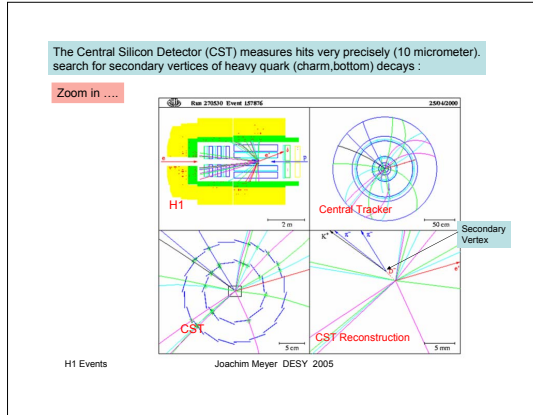 The Central Silicon Detector (CST) measures hits very precisely (10 micrometer).
search for secondary vertices of heavy quark (charm,bottom) decays :
Zoom in ....
Run 270530 Event 157876
25/04/2000
e
P
H1
2 m
Central Tracker
50 cm
Secondary
Vertex
CST
5 cm
K⁺
π⁻
π⁻
D⁻
e⁺
CST Reconstruction
5 mm
H1 Events
Joachim Meyer DESY 2005